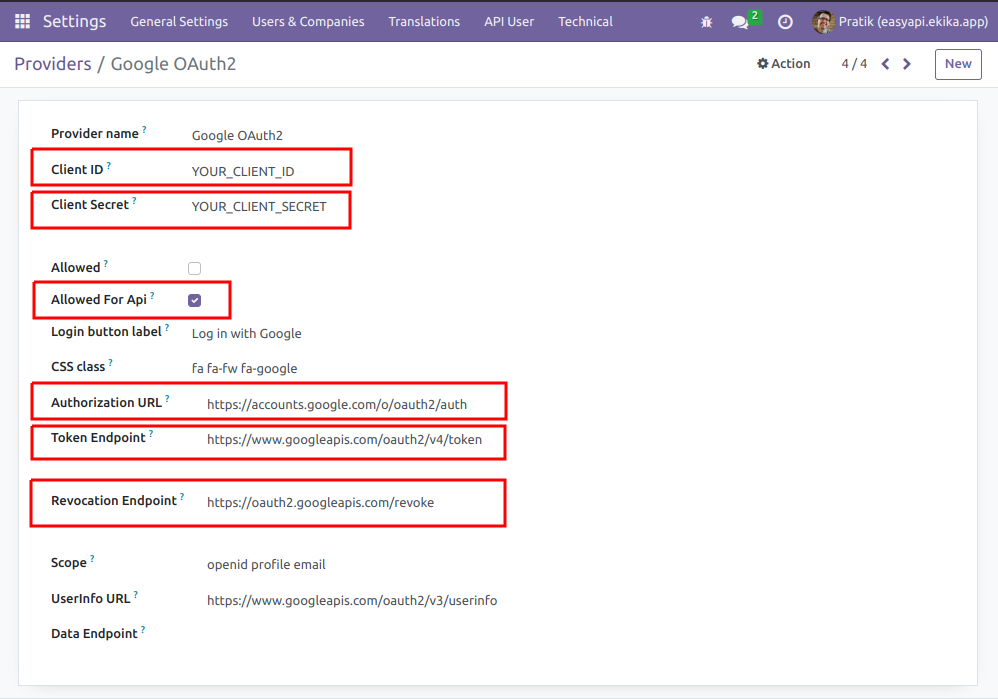 Settings General Settings Users & Companies Translations API User Technical 2 Pratik (easyapi.ekika.app)
Providers / Google OAuth2 Action 4 / 4 New
Provider name ? Google OAuth2
Client ID ? YOUR_CLIENT_ID
Client Secret ? YOUR_CLIENT_SECRET
Allowed ?
Allowed For Api ?
Login button label ? Log in with Google
CSS class ? fa fa-fw fa-google
Authorization URL ? https://accounts.google.com/o/oauth2/auth
Token Endpoint ? https://www.googleapis.com/oauth2/v4/token
Revocation Endpoint ? https://oauth2.googleapis.com/revoke
Scope ? openid profile email
UserInfo URL ? https://www.googleapis.com/oauth2/v3/userinfo
Data Endpoint ?